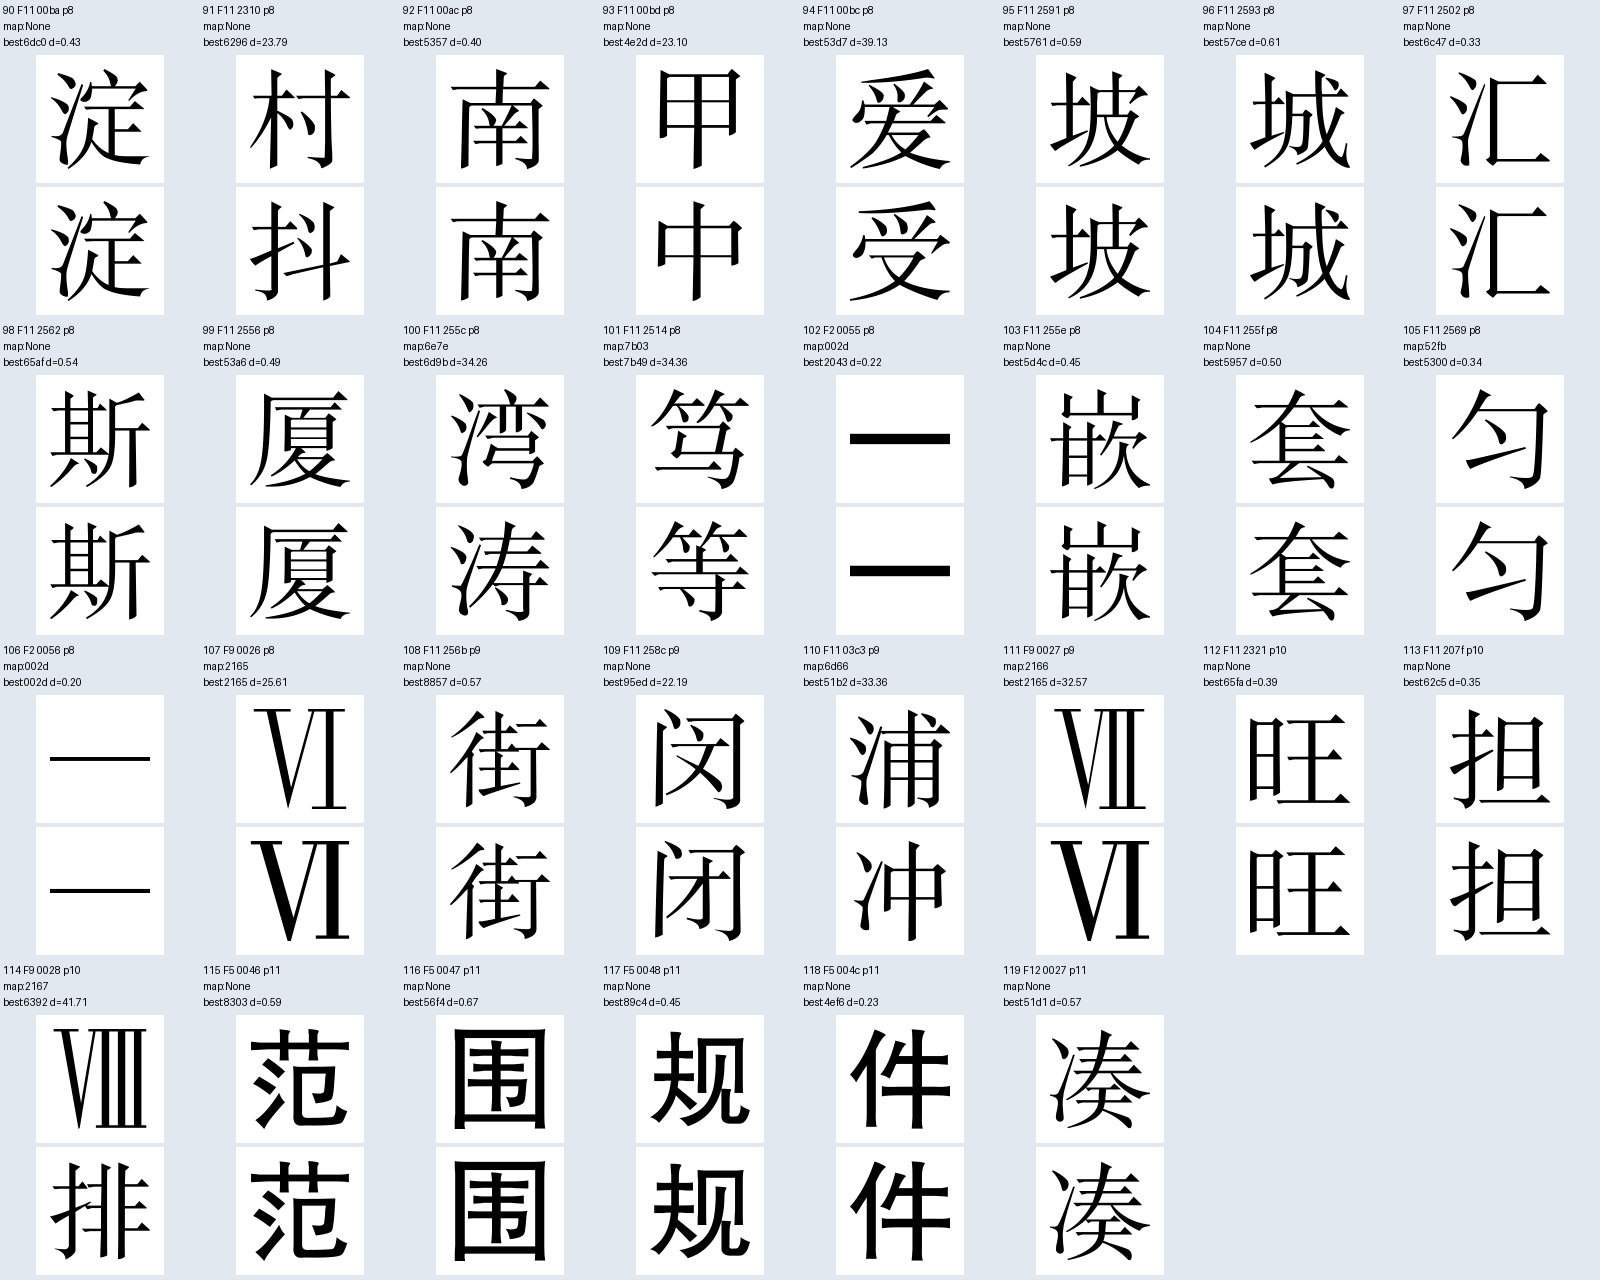 90 F11 00ba p8 91 F11 2310 p8 92 F11 00ac p8 93 F11 00bd p8 94 F11 00bc p8 95 F11 2591 p8 96 F11 2593 p8 97 F11 2502 p8
map:None map:None map:None map:None map:None map:None map:None map:None
best6dc0 d=0.43 best6296 d=23.79 best5357 d=0.40 best4e2d d=23.10 best53d7 d=39.13 best5761 d=0.59 best57ce d=0.61 best6c47 d=0.33
淀 村 南 甲 爱 坡 城 汇
淀 抖 南 中 受 坡 城 汇
98 F11 2562 p8 99 F11 2556 p8 100 F11 255c p8 101 F11 2514 p8 102 F2 0055 p8 103 F11 255e p8 104 F11 255f p8 105 F11 2569 p8
map:None map:None map:6e7e map:7b03 map:002d map:None map:None map:52fb
best65af d=0.54 best53a6 d=0.49 best6d9b d=34.26 best7b49 d=34.36 best2043 d=0.22 best5d4c d=0.45 best5957 d=0.50 best5300 d=0.34
斯 厦 湾 笃 - 嵌 套 匀
斯 厦 涛 等 ⁃ 嵌 套 匀
106 F2 0056 p8 107 F9 0026 p8 108 F11 256b p9 109 F11 258c p9 110 F11 03c3 p9 111 F9 0027 p9 112 F11 2321 p10 113 F11 207f p10
map:002d map:2165 map:None map:None map:6d66 map:2166 map:None map:None
best002d d=0.20 best2165 d=25.61 best8857 d=0.57 best95ed d=22.19 best51b2 d=33.36 best2165 d=32.57 best65fa d=0.39 best62c5 d=0.35
- Ⅵ 街 闵 浦 Ⅶ 旺 担
- Ⅵ 街 闭 冲 Ⅵ 旺 担
114 F9 0028 p10 115 F5 0046 p11 116 F5 0047 p11 117 F5 0048 p11 118 F5 004c p11 119 F12 0027 p11
map:2167 map:None map:None map:None map:None map:None
best6392 d=41.71 best8303 d=0.59 best56f4 d=0.67 best89c4 d=0.45 best4ef6 d=0.23 best51d1 d=0.57
Ⅷ 范 围 规 件 凑
排 范 围 规 件 凑